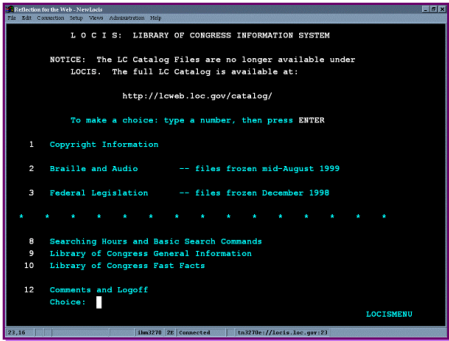 Reflection for the Web - NewLocis
File Edit Connection Setup Views Administration Help
L O C I S: LIBRARY OF CONGRESS INFORMATION SYSTEM
NOTICE: The LC Catalog Files are no longer available under
LOCIS. The full LC Catalog is available at:
http://lcweb.loc.gov/catalog/
To make a choice: type a number, then press ENTER
1 Copyright Information
2 Braille and Audio -- files frozen mid-August 1999
3 Federal Legislation -- files frozen December 1998
* * * * * * * * * * * * * * *
8 Searching Hours and Basic Search Commands
9 Library of Congress General Information
10 Library of Congress Fast Facts
12 Comments and Logoff
Choice:
LOCISMENU
23,16 ibm3270 2E Connected tn3270e://locis.loc.gov:23